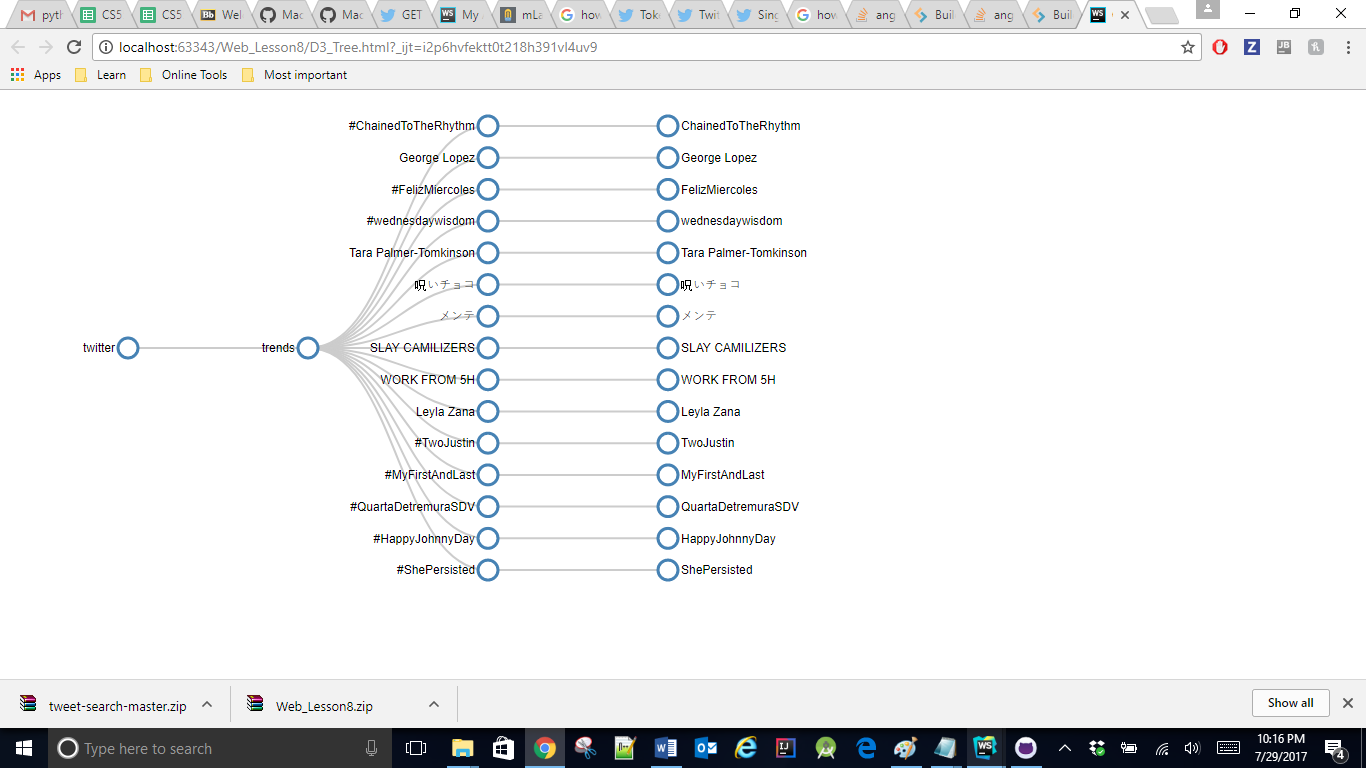 pyth CS5 CS5 Wel Mac Mac GET My mLa how Tok Twit Sing how ang Buil ang Buil
localhost:63343/Web_Lesson8/D3_Tree.html?_ijt=i2p6hvfektt0t218h391vl4uv9
Apps Learn Online Tools Most important
#ChainedToTheRhythm ChainedToTheRhythm
George Lopez George Lopez
#FelizMiercoles FelizMiercoles
#wednesdaywisdom wednesdaywisdom
Tara Palmer-Tomkinson Tara Palmer-Tomkinson
呪いチョコ 呪いチョコ
メンテ メンテ
twitter trends SLAY CAMILIZERS SLAY CAMILIZERS
WORK FROM 5H WORK FROM 5H
Leyla Zana Leyla Zana
#TwoJustin TwoJustin
#MyFirstAndLast MyFirstAndLast
#QuartaDetremuraSDV QuartaDetremuraSDV
#HappyJohnnyDay HappyJohnnyDay
#ShePersisted ShePersisted
tweet-search-master.zip Web_Lesson8.zip Show all
Type here to search
10:16 PM
7/29/2017
4